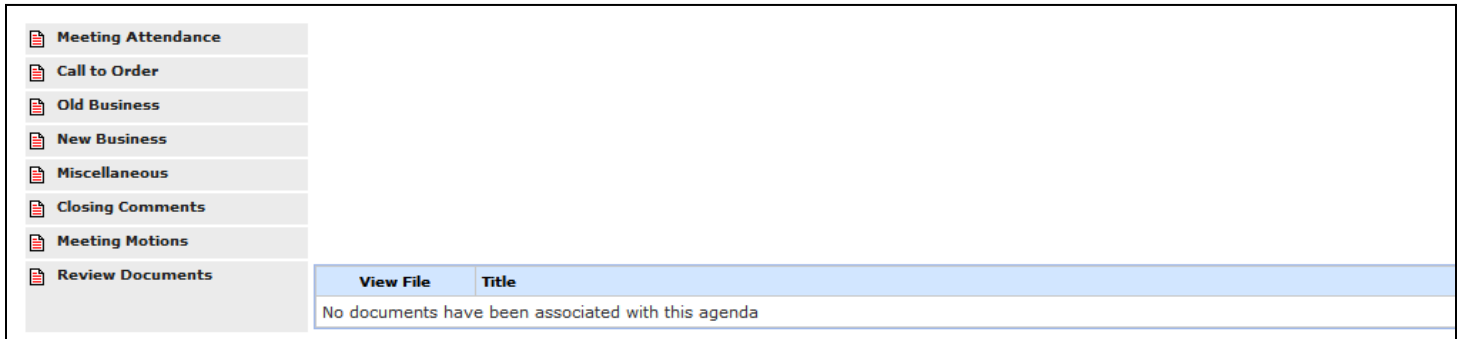 Meeting Attendance
Call to Order
Old Business
New Business
Miscellaneous
Closing Comments
Meeting Motions
Review Documents
View File Title
No documents have been associated with this agenda